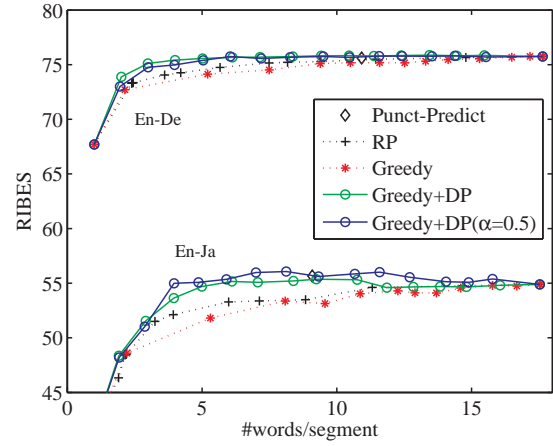 80
75
70
65
60
55
50
45
0
5
10
15
RIBES
#words/segment
En-De
En-Ja
Punct-Predict
RP
Greedy
Greedy+DP
Greedy+DP(α=0.5)